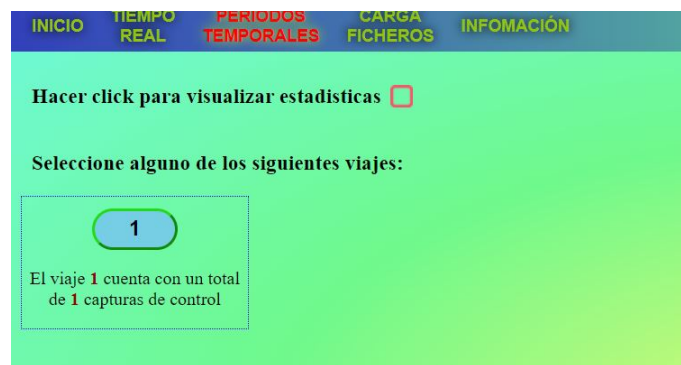 INICIO
TIEMPO
REAL
PERIODOS
TEMPORALES
CARGA
FICHEROS
INFOMACIÓN
Hacer click para visualizar estadisticas
Seleccione alguno de los siguientes viajes:
1
El viaje 1 cuenta con un total
de 1 capturas de control